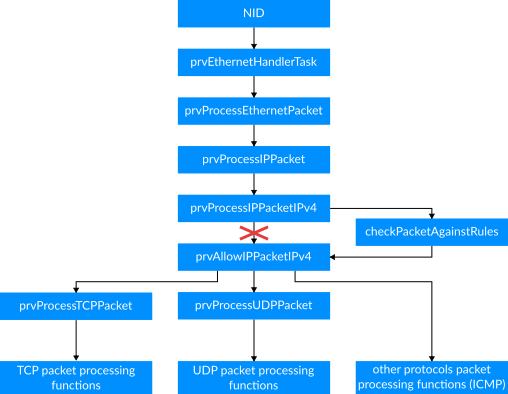 NID
prvEthernetHandlerTask
prvProcessEthernetPacket
prvProcessIPPacket
prvProcessIPPacketIPv4
checkPacketAgainstRules
prvAllowIPPacketIPv4
prvProcessTCPPacket
prvProcessUDPPacket
TCP packet processing
functions
UDP packet processing
functions
other protocols packet
processing functions (ICMP)